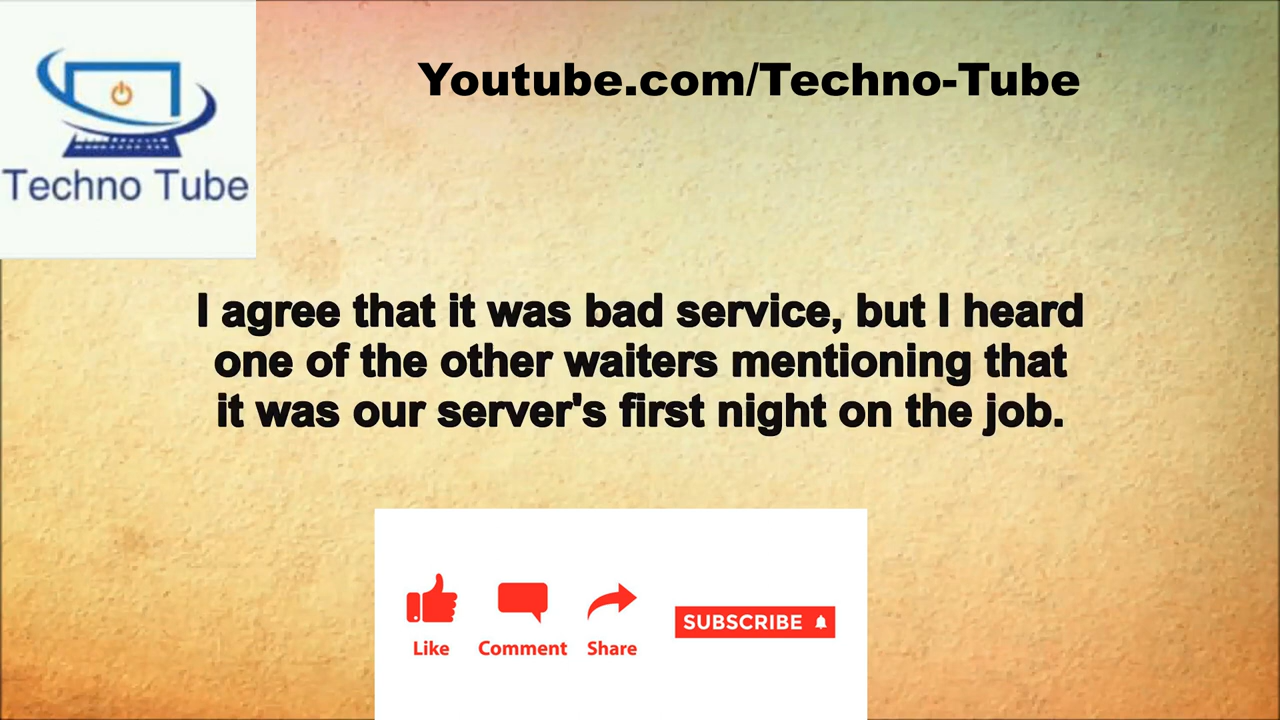 Youtube.com/Techno-Tube
Techno Tube
I agree that it was bad service, but I heard
one of the other waiters mentioning that
it was our server's first night on the job.
Like Comment Share
SUBSCRIBE